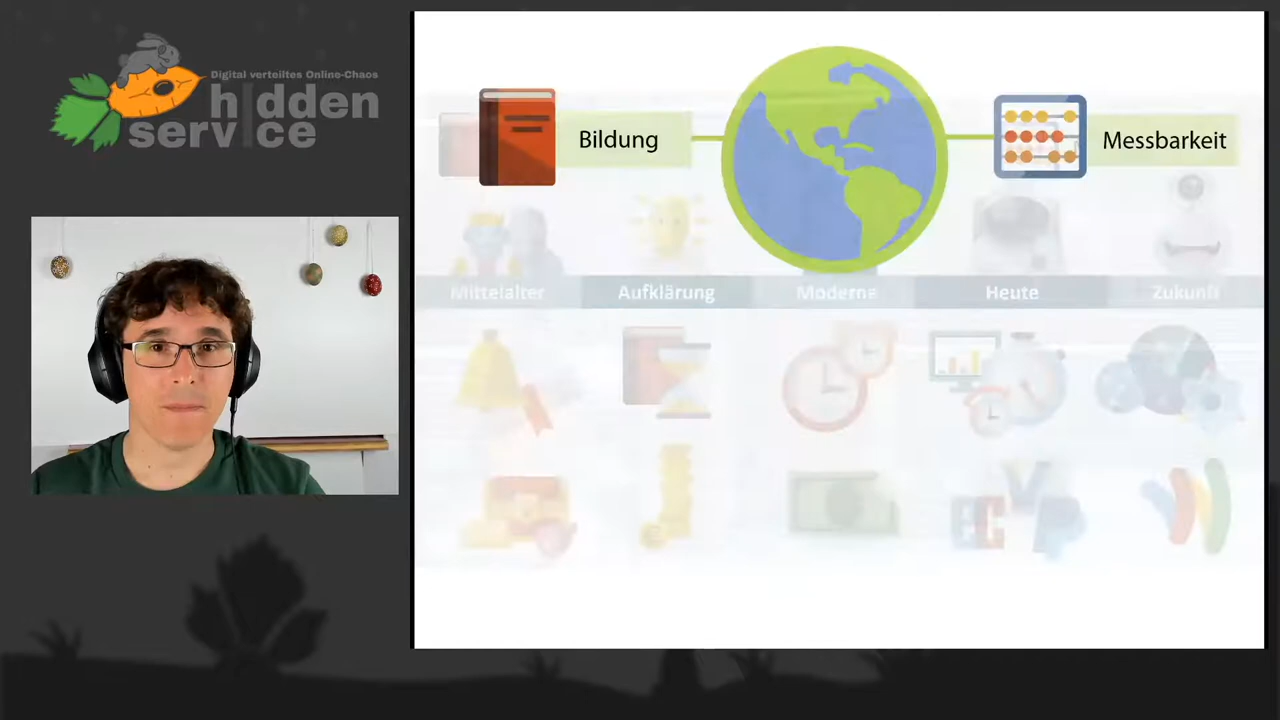 Digital verteiltes Online-Chaos
hidden
service
Bildung
Messbarkeit
Mittelalter
Aufklärung
Moderne
Heute
Zukunft